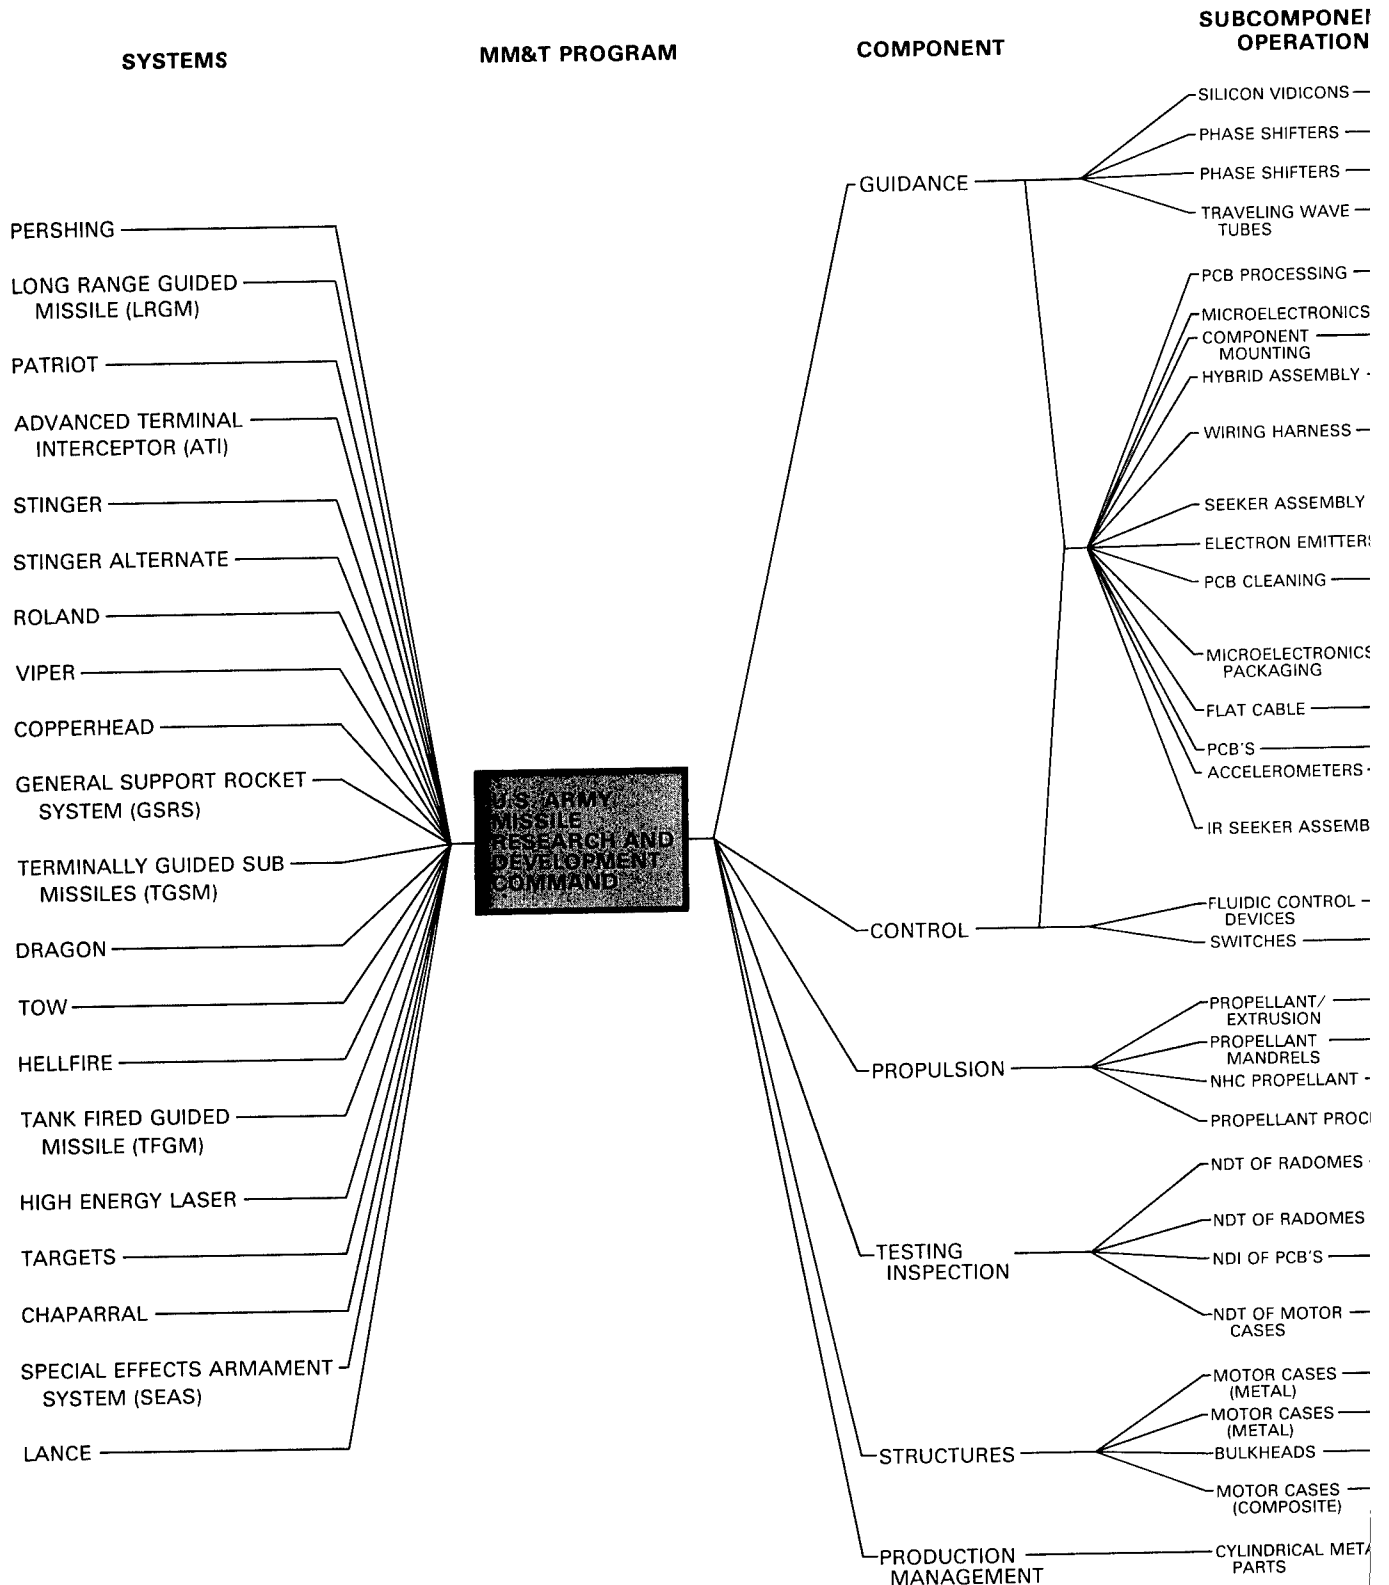 SYSTEMS
MM&T PROGRAM
COMPONENT
SUBCOMPONEN
OPERATION
PERSHING
LONG RANGE GUIDED
MISSILE (LRGM)
PATRIOT
ADVANCED TERMINAL
INTERCEPTOR (ATI)
STINGER
STINGER ALTERNATE
ROLAND
VIPER
COPPERHEAD
GENERAL SUPPORT ROCKET
SYSTEM (GSRS)
TERMINALLY GUIDED SUB
MISSILES (TGSM)
DRAGON
TOW
HELLFIRE
TANK FIRED GUIDED
MISSILE (TFGM)
HIGH ENERGY LASER
TARGETS
CHAPARRAL
SPECIAL EFFECTS ARMAMENT
SYSTEM (SEAS)
LANCE
U.S. ARMY
MISSILE
RESEARCH AND
DEVELOPMENT
COMMAND
GUIDANCE
CONTROL
PROPULSION
TESTING
INSPECTION
STRUCTURES
PRODUCTION
MANAGEMENT
SILICON VIDICONS
PHASE SHIFTERS
PHASE SHIFTERS
TRAVELING WAVE
TUBES
PCB PROCESSING
MICROELECTRONICS
COMPONENT
MOUNTING
HYBRID ASSEMBLY
WIRING HARNESS
SEEKER ASSEMBLY
ELECTRON EMITTERS
PCB CLEANING
MICROELECTRONICS
PACKAGING
FLAT CABLE
PCB'S
ACCELEROMETERS
IR SEEKER ASSEMB
FLUIDIC CONTROL
DEVICES
SWITCHES
PROPELLANT/
EXTRUSION
PROPELLANT
MANDRELS
NHC PROPELLANT
PROPELLANT PROC
NDT OF RADOMES
NDT OF RADOMES
NDI OF PCB'S
NDT OF MOTOR
CASES
MOTOR CASES
(METAL)
MOTOR CASES
(METAL)
BULKHEADS
MOTOR CASES
(COMPOSITE)
CYLINDRICAL META
PARTS